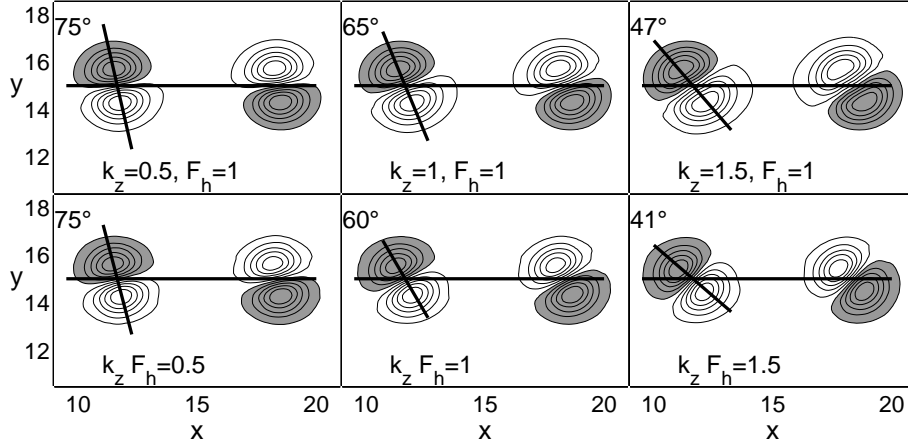 18
75°
65°
47°
16
y
14
12
k_z=0.5, F_h=1
k_z=1, F_h=1
k_z=1.5, F_h=1
18
75°
60°
41°
16
y
14
12
k_z F_h=0.5
k_z F_h=1
k_z F_h=1.5
10 15 20 10 15 20 10 15 20
x x x